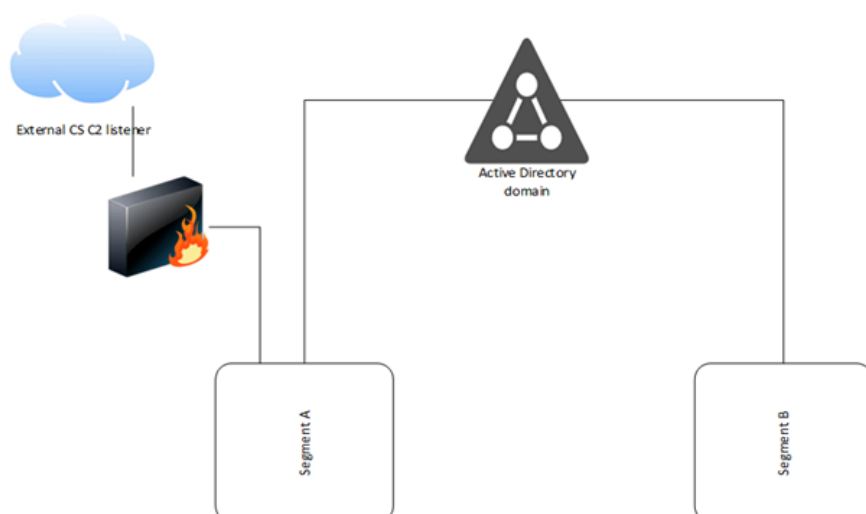 External CS C2 listener
Active Directory
domain
Segment A
Segment B